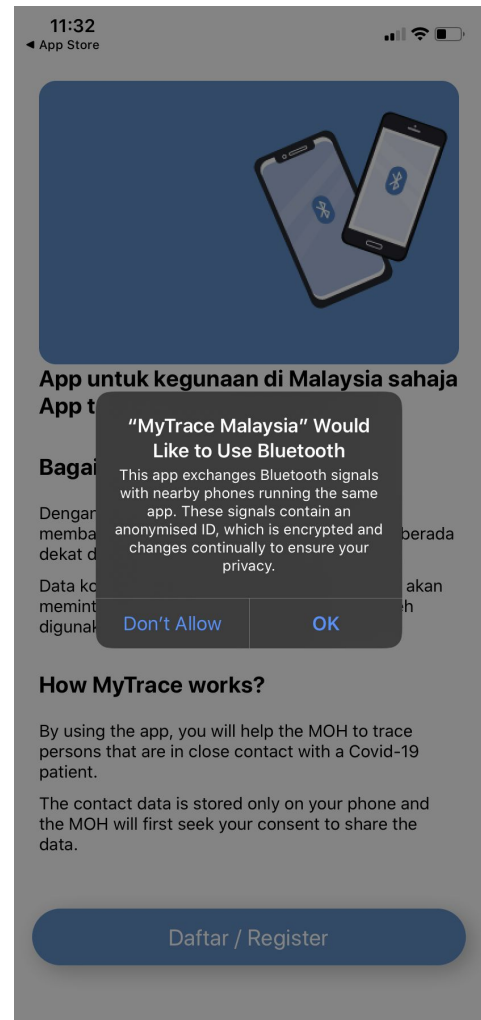 11:32
◀ App Store
App untuk kegunaan di Malaysia sahaja
App t
"MyTrace Malaysia" Would
Like to Use Bluetooth
This app exchanges Bluetooth signals
with nearby phones running the same
app. These signals contain an
anonymised ID, which is encrypted and
changes continually to ensure your
privacy.
Don't Allow
OK
Bagai
Dengan
memba berada
dekat d
Data ko akan
memint eh
digunak
How MyTrace works?
By using the app, you will help the MOH to trace
persons that are in close contact with a Covid-19
patient.
The contact data is stored only on your phone and
the MOH will first seek your consent to share the
data.
Daftar / Register